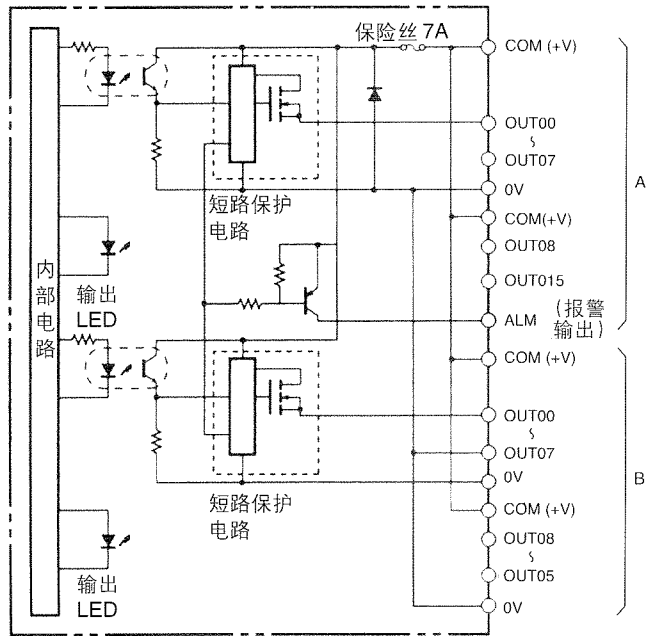 保险丝 7A
COM (+V)
OUT00
~
OUT07
0V
A
短路保护
电路
COM(+V)
OUT08
OUT015
内部电路
输出
LED
ALM
(报警
输出)
COM (+V)
OUT00
~
OUT07
0V
B
短路保护
电路
COM (+V)
OUT08
~
OUT05
输出
LED
0V